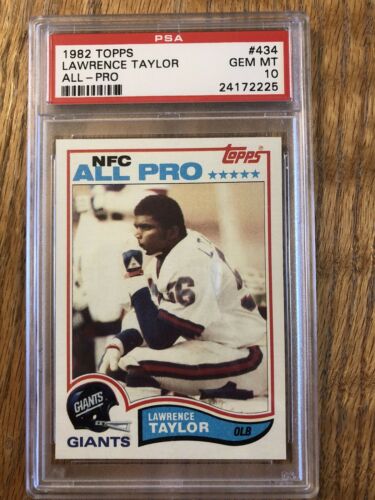 PSA
1982 TOPPS #434
LAWRENCE TAYLOR GEM MT
ALL-PRO 10
24172225
NFC
ALL PRO
topps
56
GIANTS
GIANTS
LAWRENCE
TAYLOR
OLB